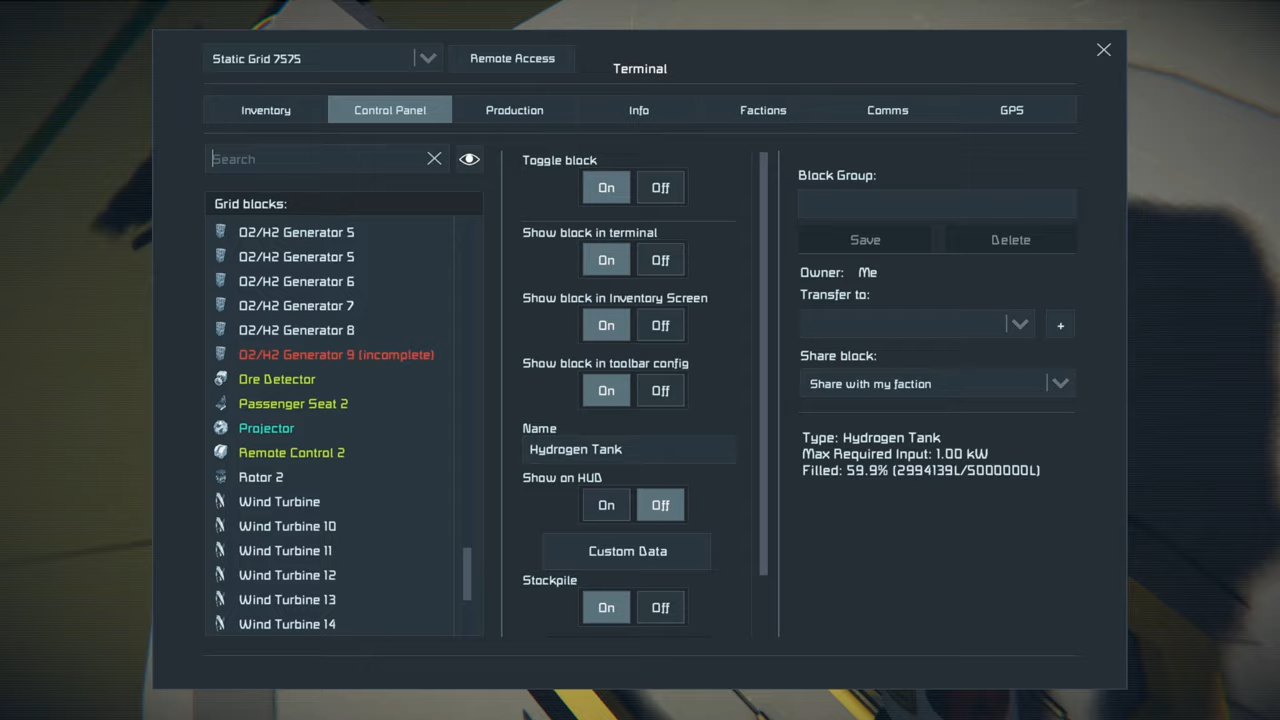 Static Grid 7575
Remote Access
Terminal
Inventory
Control Panel
Production
Info
Factions
Comms
GPS
Search
Grid blocks:
O2/H2 Generator 5
O2/H2 Generator 5
O2/H2 Generator 6
O2/H2 Generator 7
O2/H2 Generator 8
O2/H2 Generator 9 (incomplete)
Ore Detector
Passenger Seat 2
Projector
Remote Control 2
Rotor 2
Wind Turbine
Wind Turbine 10
Wind Turbine 11
Wind Turbine 12
Wind Turbine 13
Wind Turbine 14
Toggle block
On Off
Show block in terminal
On Off
Show block in Inventory Screen
On Off
Show block in toolbar config
On Off
Name
Hydrogen Tank
Show on HUD
On Off
Custom Data
Stockpile
On Off
Block Group:
Save Delete
Owner: Me
Transfer to:
+
Share block:
Share with my faction
Type: Hydrogen Tank
Max Required Input: 1.00 kW
Filled: 59.9% (2994139L/5000000L)